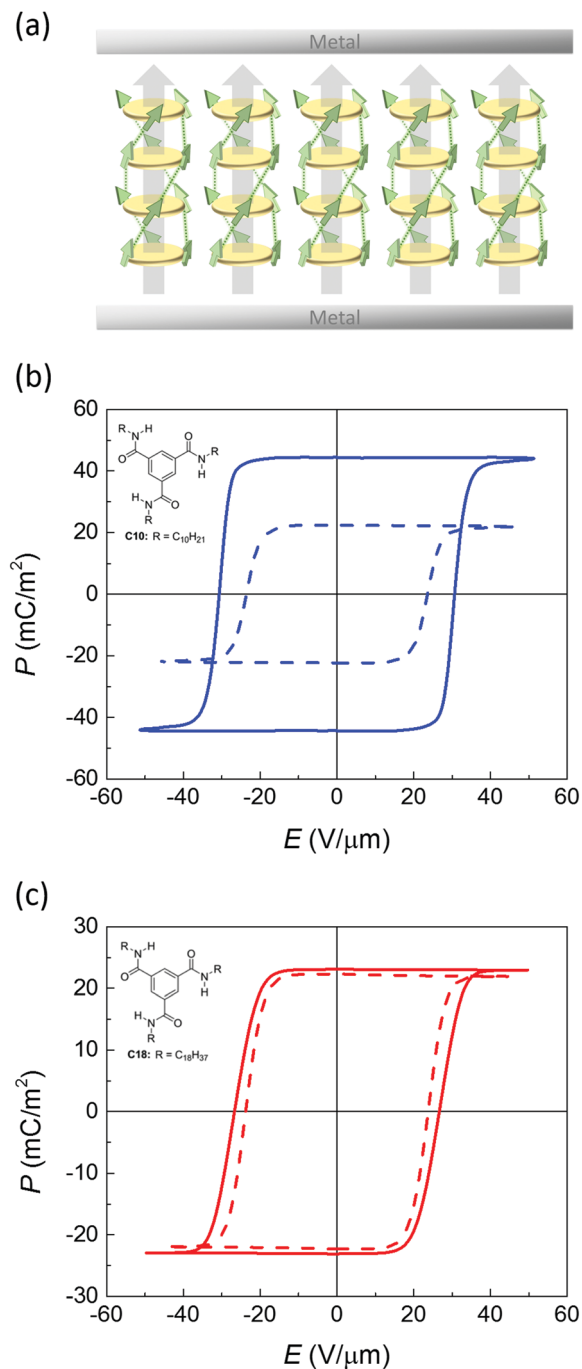 (a)
Metal
Metal
(b)
60
40
20
0
-20
-40
-60
P (mC/m²)
R
N
H
O
O
N
H
R
H
N
O
R
C10: R = C₁₀H₂₁
-60 -40 -20 0 20 40 60
E (V/μm)
(c)
30
20
10
0
-10
-20
-30
P (mC/m²)
R
N
H
O
O
N
H
R
H
N
O
R
C18: R = C₁₈H₃₇
-60 -40 -20 0 20 40 60
E (V/μm)